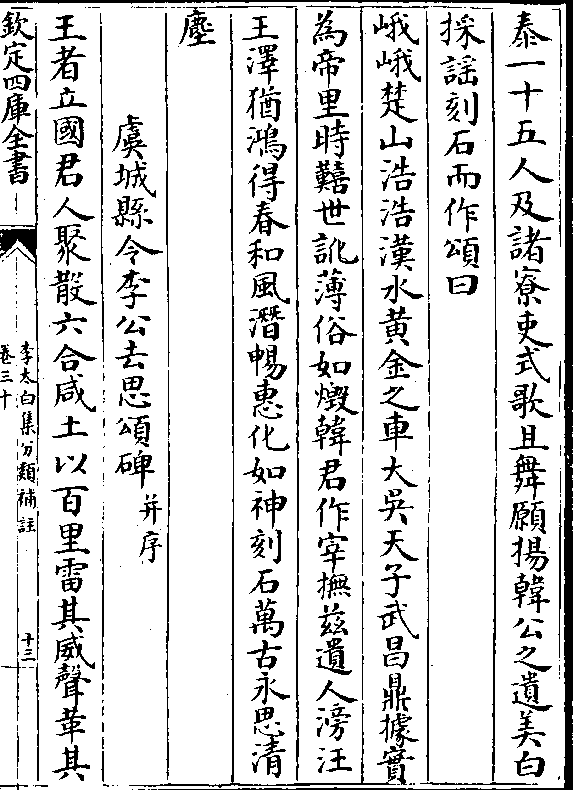 泰一十五人及諸寮吏式歌且舞願揚韓公之遺美白
採謡刻石而作頌曰
峨峨楚山浩浩漢水黄金之車大吳天子武昌鼎據實
為帝里時囏世訛薄俗如燬韓君作宰撫兹遺人滂汪
王澤猶鴻得春和風潛暢惠化如神刻石萬古永思清
塵
虞城縣令李公去思頌碑并序
王者立國君人聚散六合咸土以百里雷其威聲革其
欽定四庫全書
李太白集分類補註
卷三十
十三